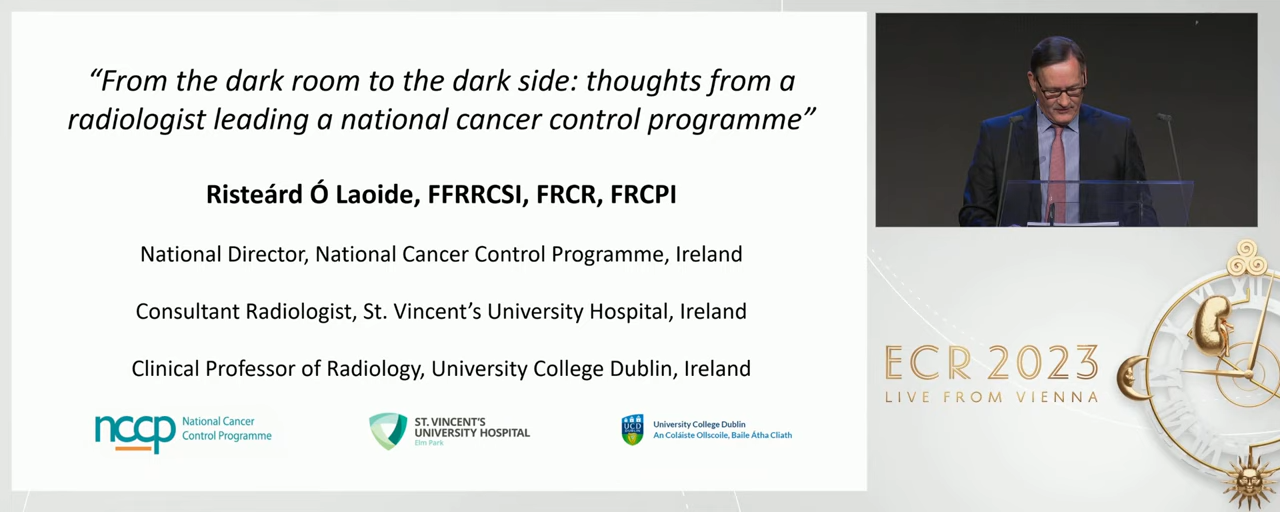 “From the dark room to the dark side: thoughts from a
radiologist leading a national cancer control programme”
Risteárd Ó Laoide, FFRRCSI, FRCR, FRCPI
National Director, National Cancer Control Programme, Ireland
Consultant Radiologist, St. Vincent’s University Hospital, Ireland
Clinical Professor of Radiology, University College Dublin, Ireland
nccp
National Cancer
Control Programme
ST. VINCENT’S
UNIVERSITY HOSPITAL
Elm Park
UCD
DUBLIN
University College Dublin
An Coláiste Ollscoile, Baile Átha Cliath
ECR 2023
LIVE FROM VIENNA
XII